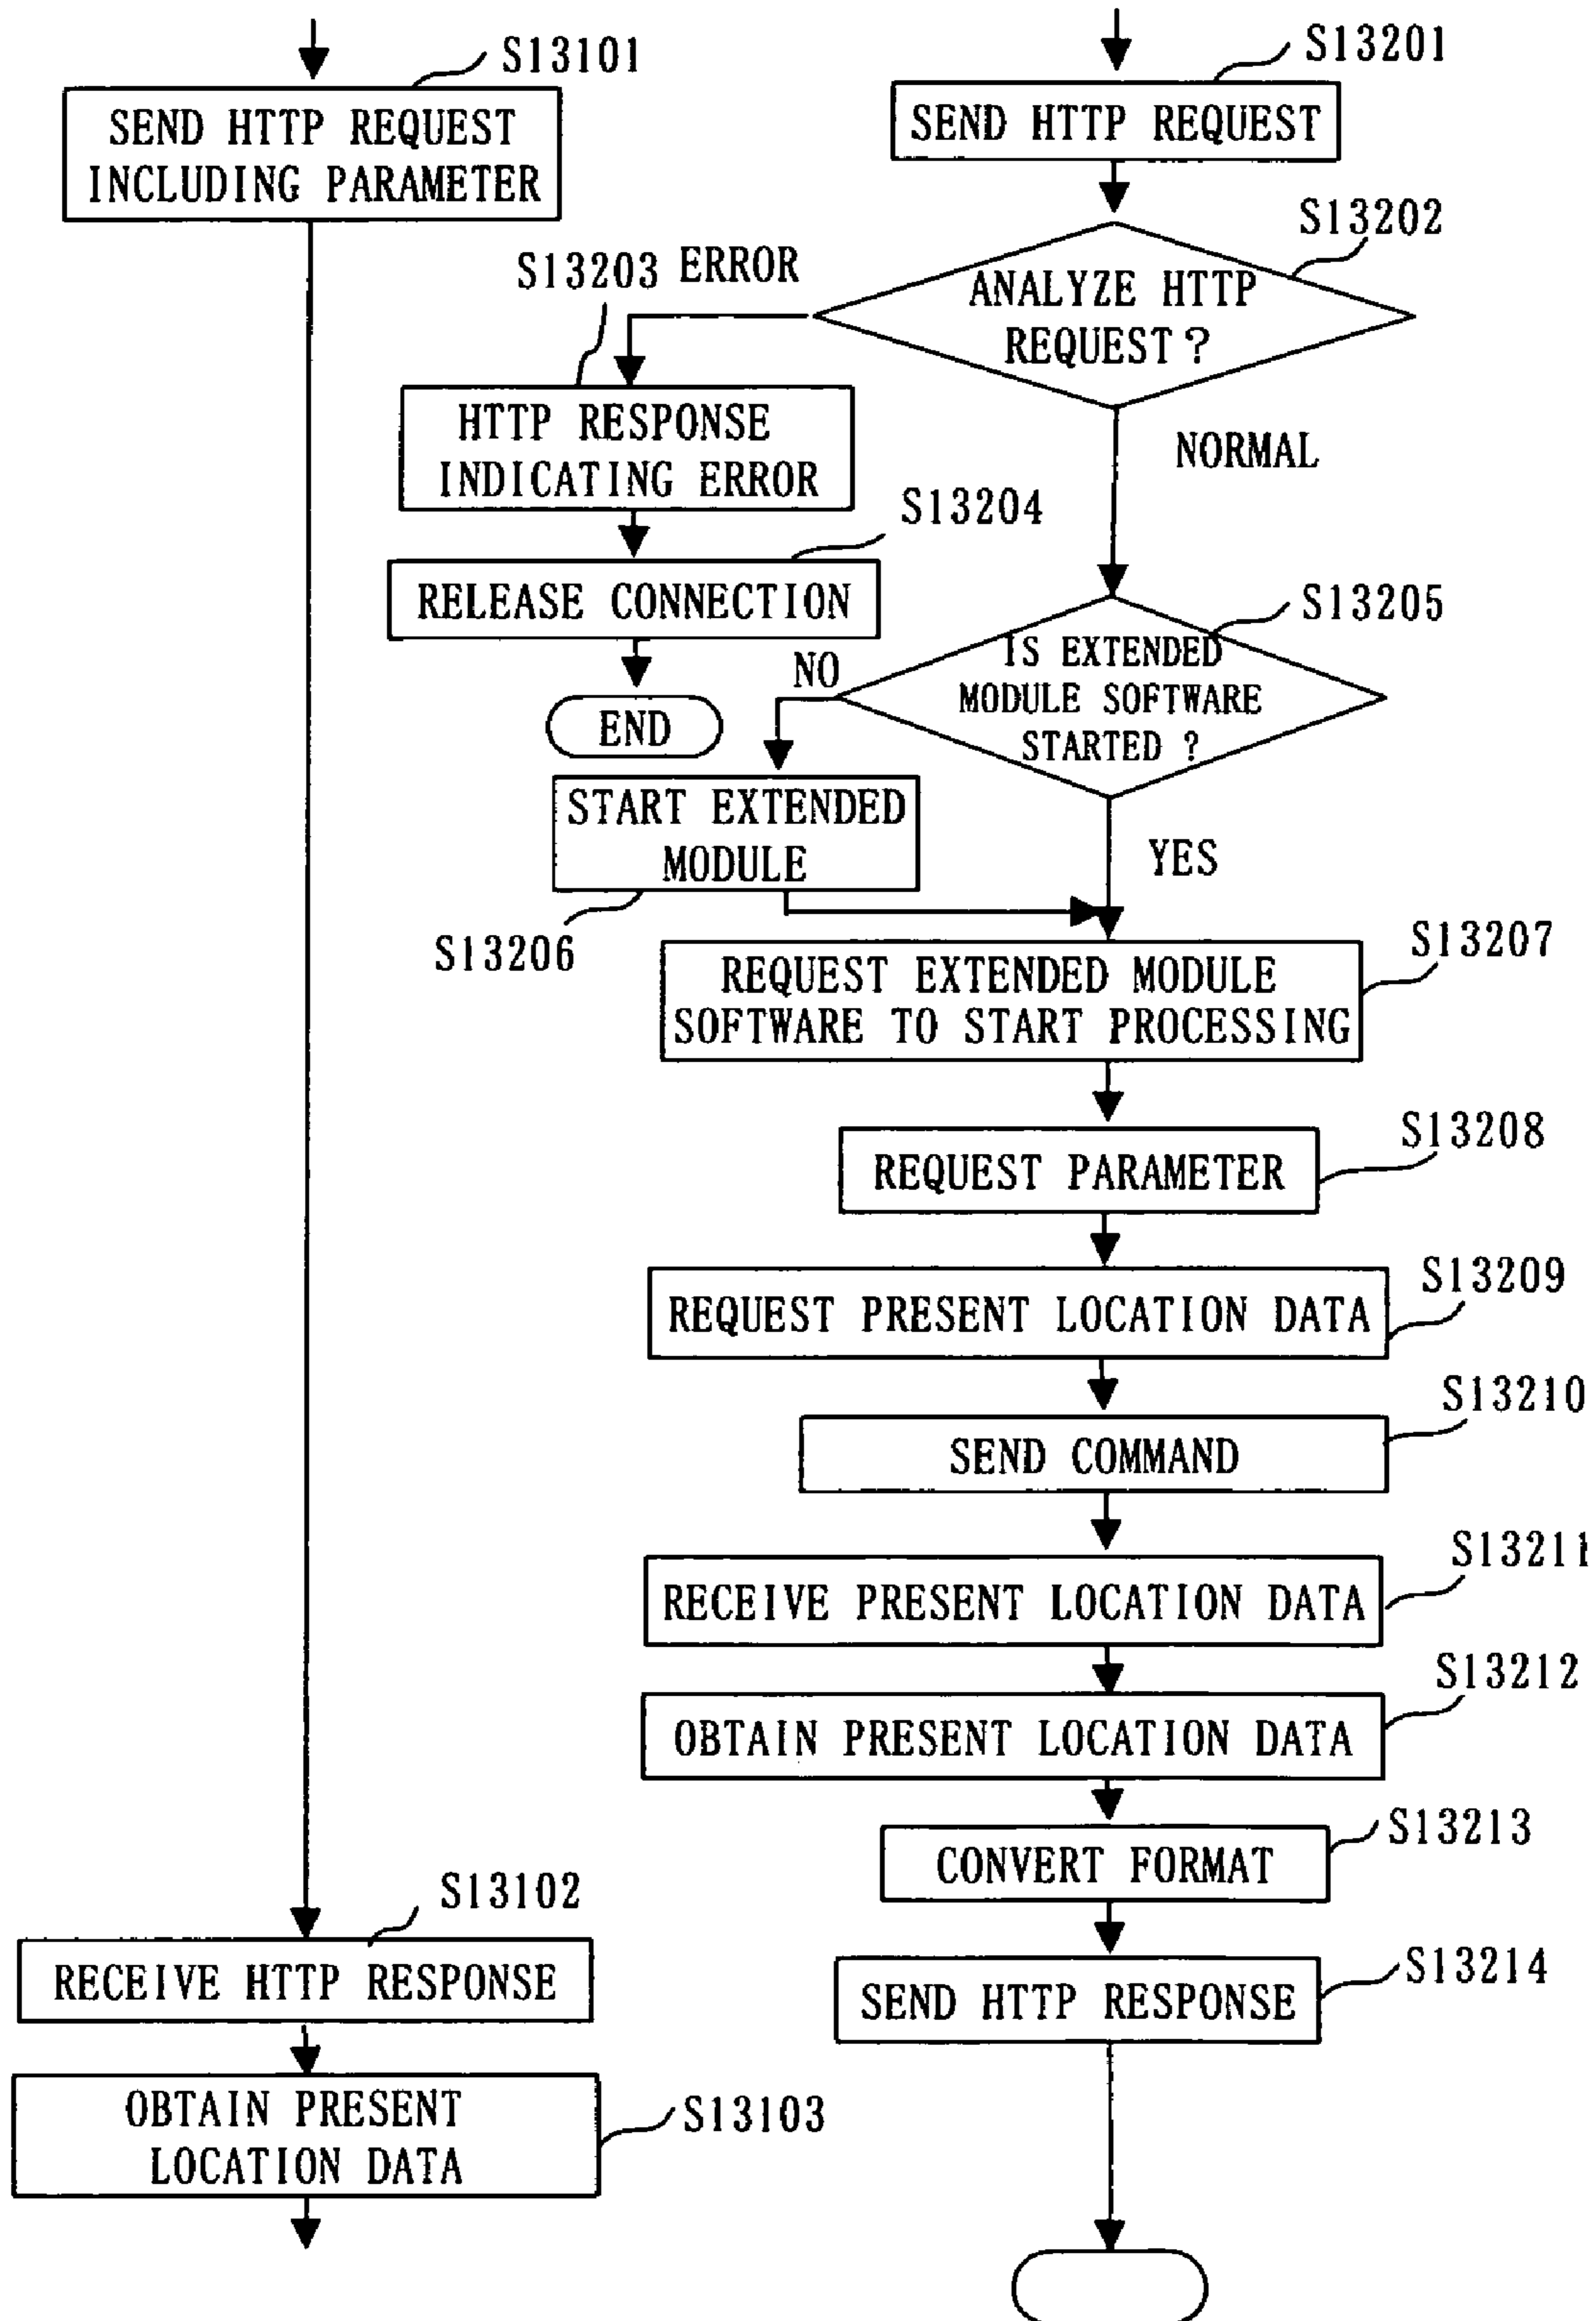 S13101
SEND HTTP REQUEST
INCLUDING PARAMETER
S13201
SEND HTTP REQUEST
S13202
ANALYZE HTTP
REQUEST?
S13203
ERROR
HTTP RESPONSE
INDICATING ERROR
NORMAL
S13204
RELEASE CONNECTION
END
S13205
IS EXTENDED
MODULE SOFTWARE
STARTED ?
NO
START EXTENDED
MODULE
S13206
YES
S13207
REQUEST EXTENDED MODULE
SOFTWARE TO START PROCESSING
S13208
REQUEST PARAMETER
S13209
REQUEST PRESENT LOCATION DATA
S13210
SEND COMMAND
S13211
RECEIVE PRESENT LOCATION DATA
S13212
OBTAIN PRESENT LOCATION DATA
S13213
CONVERT FORMAT
S13214
SEND HTTP RESPONSE
S13102
RECEIVE HTTP RESPONSE
S13103
OBTAIN PRESENT
LOCATION DATA